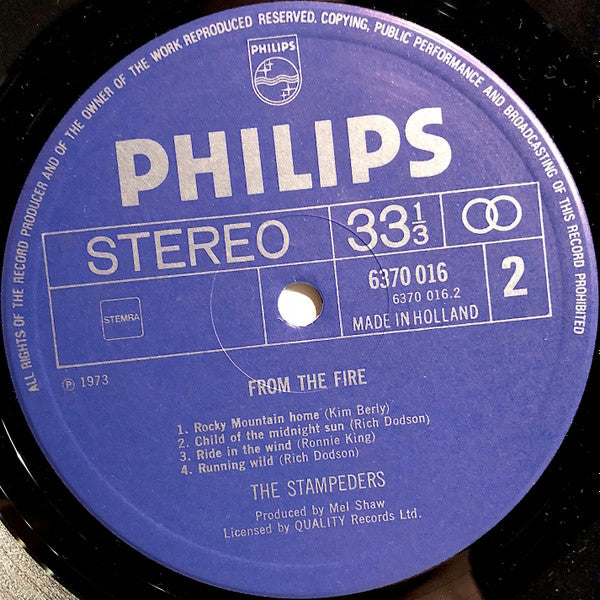 ALL RIGHTS OF THE RECORD PRODUCER AND OF THE OWNER OF THE WORK REPRODUCED RESERVED. COPYING, PUBLIC PERFORMANCE AND BROADCASTING OF THIS RECORD PROHIBITED
PHILIPS
PHILIPS
STEREO
33 1/3
6370 016
6370 016.2
2
STEMRA
MADE IN HOLLAND
℗ 1973
FROM THE FIRE
1. Rocky Mountain home (Kim Berly)
2. Child of the midnight sun (Rich Dodson)
3. Ride in the wind (Ronnie King)
4. Running wild (Rich Dodson)
THE STAMPEDERS
Produced by Mel Shaw
Licensed by QUALITY Records Ltd.